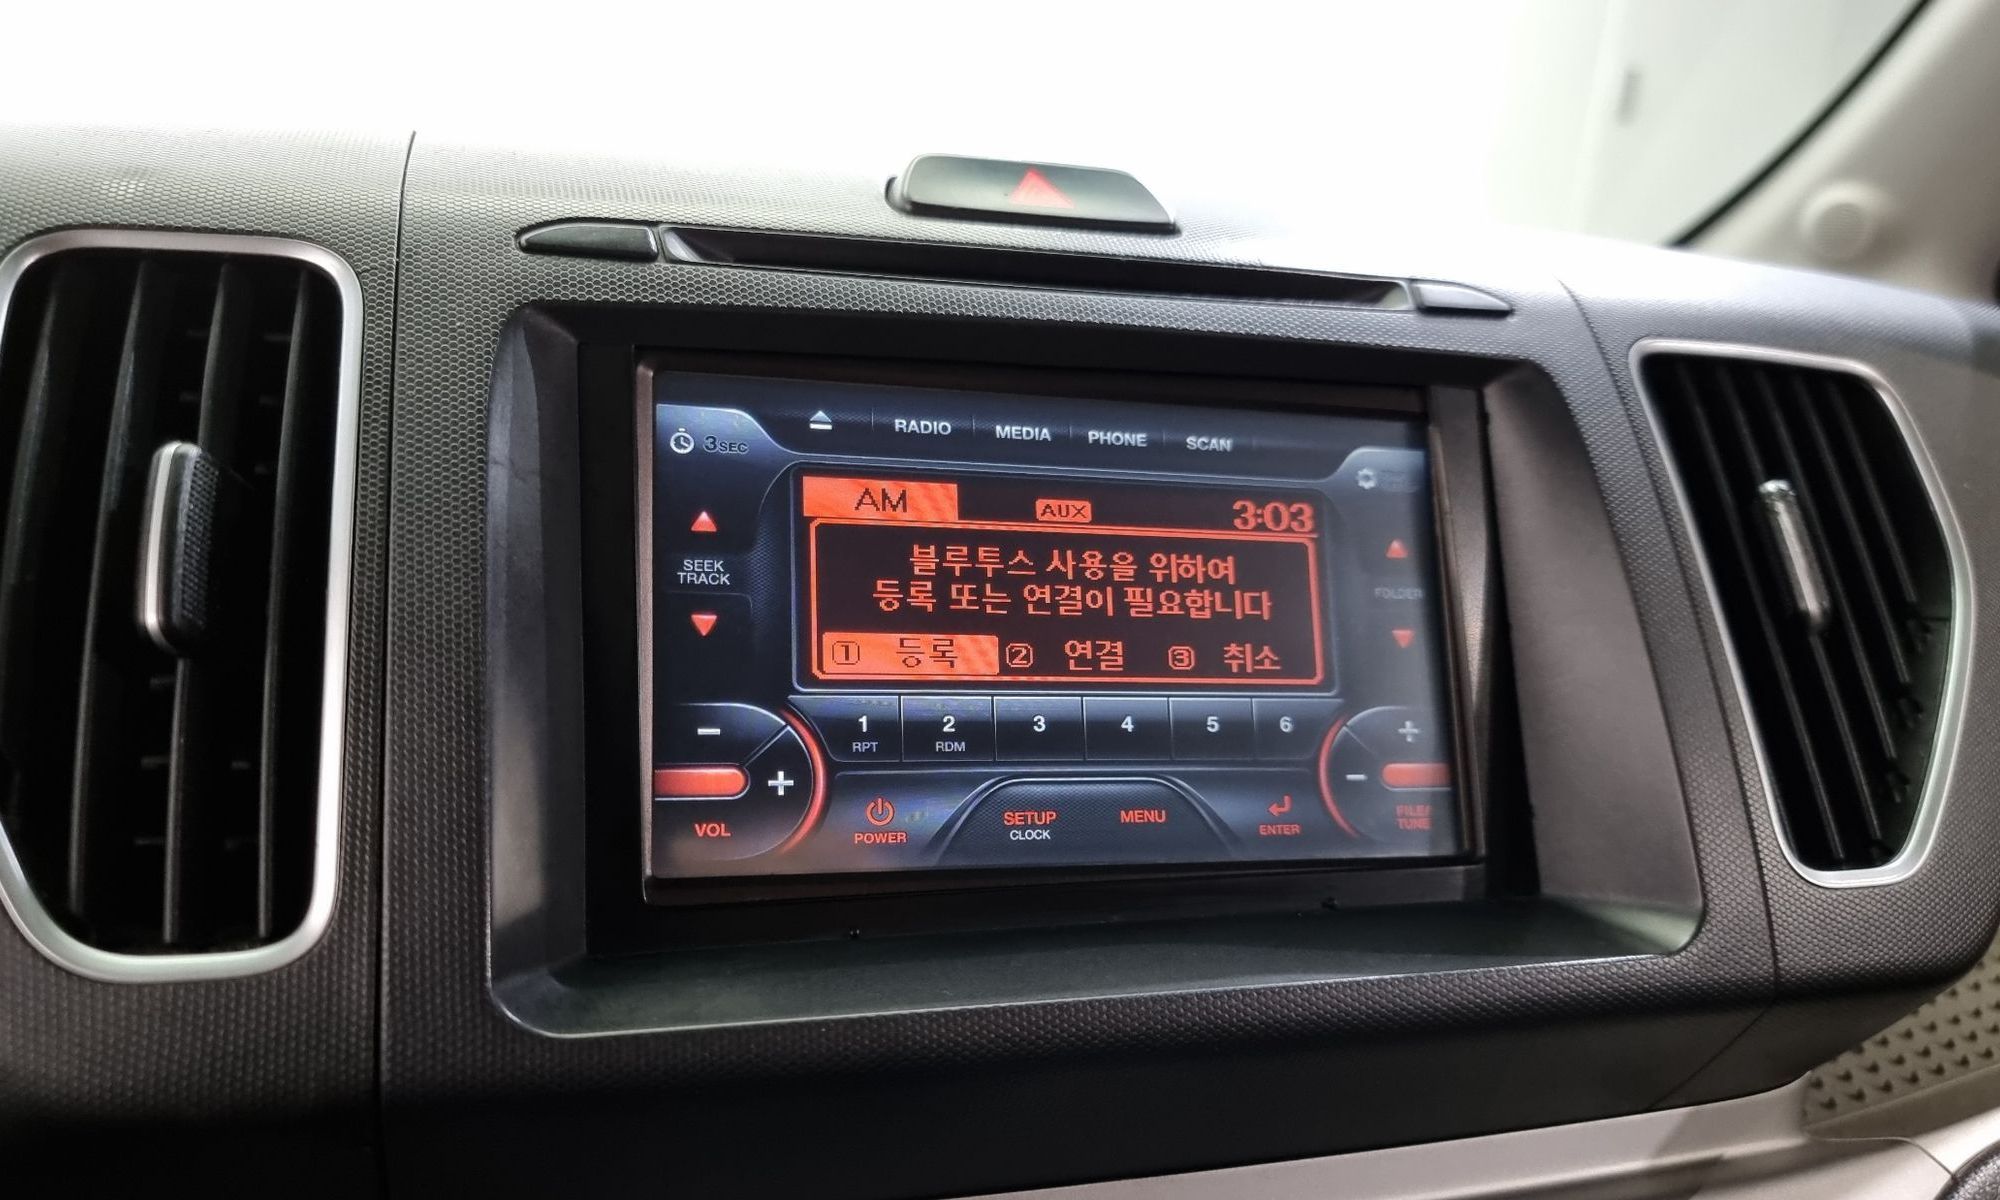 3SEC
RADIO MEDIA PHONE SCAN
AM AUX 3:03
블루투스 사용을 위하여
등록 또는 연결이 필요합니다
1 등록 2 연결 3 취소
SEEK
TRACK
FOLDER
1 2 3 4 5 6
RPT RDM
VOL
POWER
SETUP
CLOCK
MENU
ENTER
FILE/
TUNE